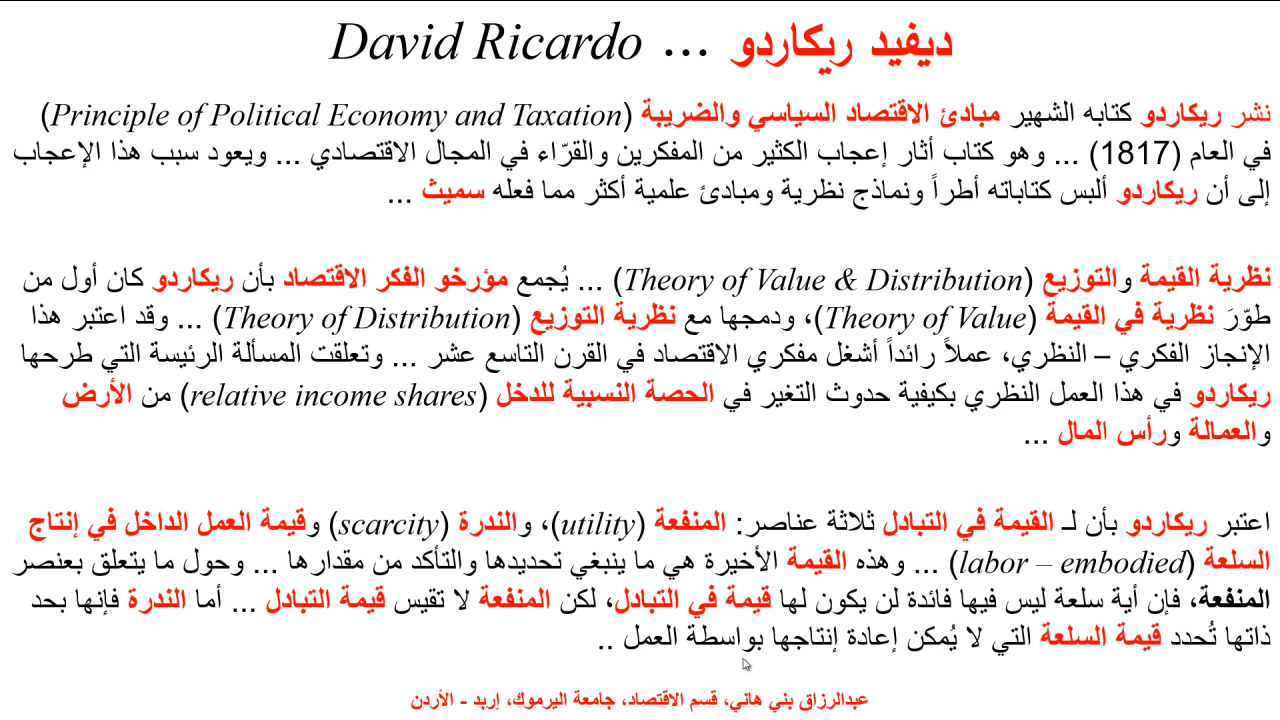 ديفيد ريكاردو ... David Ricardo
نشر ريكاردو كتابه الشهير مبادئ الاقتصاد السياسي والضريبة (Principle of Political Economy and Taxation)
في العام (1817) ... وهو كتاب أثار إعجاب الكثير من المفكرين والقرّاء في المجال الاقتصادي ... ويعود سبب هذا الإعجاب
إلى أن ريكاردو ألبس كتاباته أطراً ونماذج نظرية ومبادئ علمية أكثر مما فعله سميث ...
نظرية القيمة والتوزيع (Theory of Value & Distribution) ... يُجمع مؤرخو الفكر الاقتصاد بأن ريكاردو كان أول من
طوّرَ نظرية في القيمة (Theory of Value)، ودمجها مع نظرية التوزيع (Theory of Distribution) ... وقد اعتبر هذا
الإنجاز الفكري – النظري، عملاً رائداً أشغل مفكري الاقتصاد في القرن التاسع عشر ... وتعلقت المسألة الرئيسة التي طرحها
ريكاردو في هذا العمل النظري بكيفية حدوث التغير في الحصة النسبية للدخل (relative income shares) من الأرض
والعمالة ورأس المال ...
اعتبر ريكاردو بأن لـ القيمة في التبادل ثلاثة عناصر: المنفعة (utility)، والندرة (scarcity) وقيمة العمل الداخل في إنتاج
السلعة (labor – embodied) ... وهذه القيمة الأخيرة هي ما ينبغي تحديدها والتأكد من مقدارها ... وحول ما يتعلق بعنصر
المنفعة، فإن أية سلعة ليس فيها فائدة لن يكون لها قيمة في التبادل، لكن المنفعة لا تقيس قيمة التبادل ... أما الندرة فإنها بحد
ذاتها تُحدد قيمة السلعة التي لا يُمكن إعادة إنتاجها بواسطة العمل ..
عبدالرزاق بني هاني، قسم الاقتصاد، جامعة اليرموك، إربد - الأردن